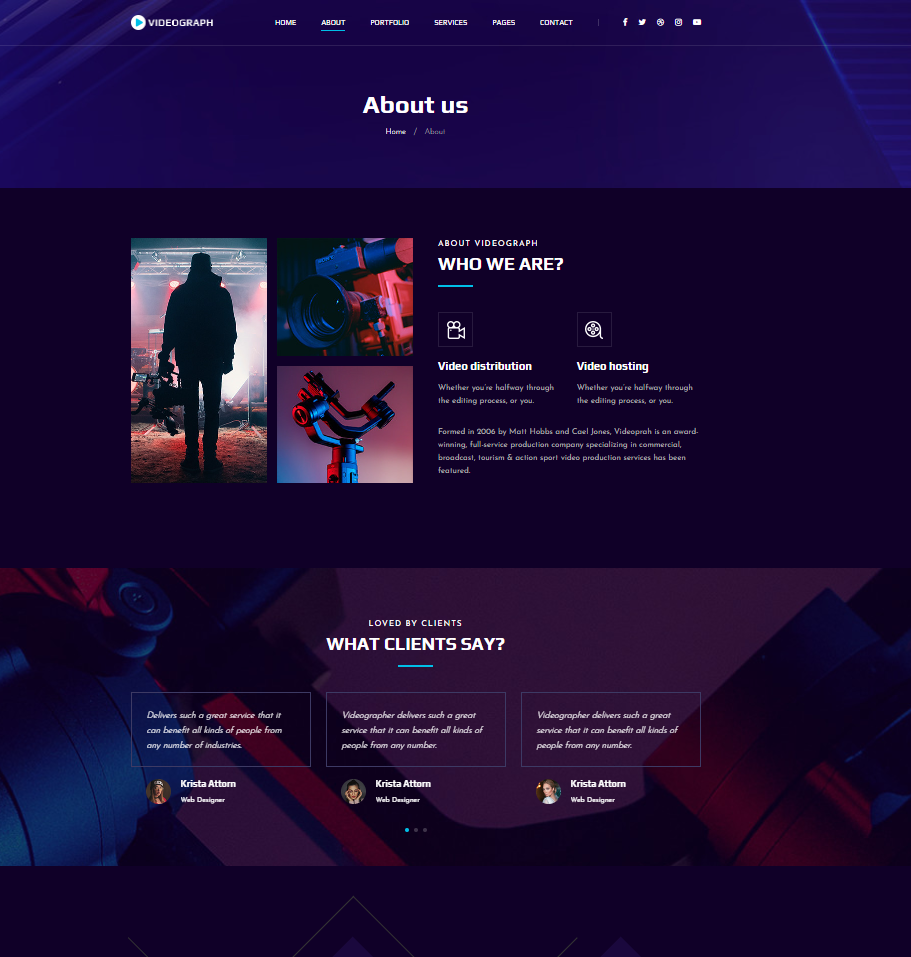 VIDEOGRAPH
HOME ABOUT PORTFOLIO SERVICES PAGES CONTACT
About us
Home / About
ABOUT VIDEOGRAPH
WHO WE ARE?
Video distribution
Whether you're halfway through
the editing process, or you.
Video hosting
Whether you're halfway through
the editing process, or you.
Formed in 2006 by Matt Hobbs and Cael Jones, Videoprah is an award-
winning, full-service production company specializing in commercial,
broadcast, tourism & action sport video production services has been
featured.
LOVED BY CLIENTS
WHAT CLIENTS SAY?
Delivers such a great service that it
can benefit all kinds of people from
any number of industries.
Krista Attorn
Web Designer
Videographer delivers such a great
service that it can benefit all kinds of
people from any number.
Krista Attorn
Web Designer
Videographer delivers such a great
service that it can benefit all kinds of
people from any number.
Krista Attorn
Web Designer